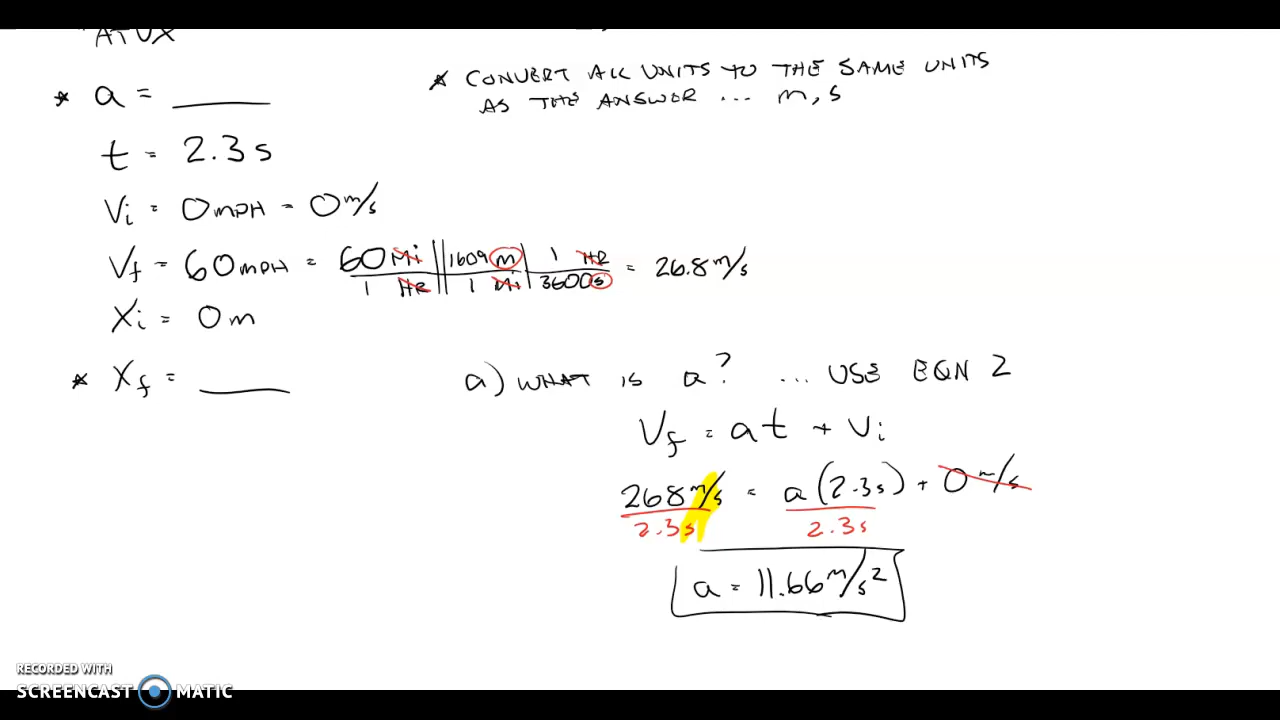 ATVX
* a = ____
* CONVERT ALL UNITS TO THE SAME UNITS
AS THE ANSWER ... m, s
t = 2.3 s
Vi = 0 mPH = 0 m/s
Vf = 60 mPH = 60 Mi | 1609 m | 1 HR = 26.8 m/s
1 HR | 1 Mi | 3600 s
Xi = 0 m
* Xf = ____
a) WHAT IS a? ... USE EQN 2
Vf = at + Vi
268 m/s = a (2.3 s) + 0 m/s
2.3 s 2.3 s
a = 11.66 m/s²
RECORDED WITH
SCREENCAST MATIC